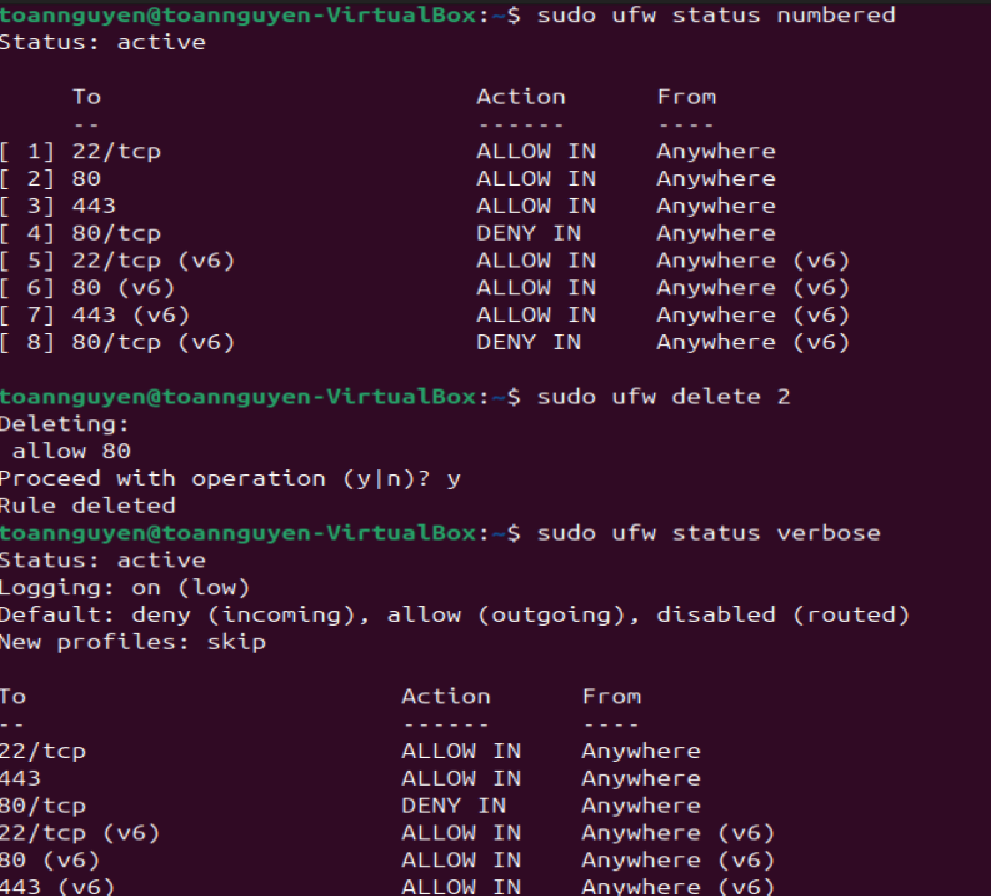 toannguyen@toannguyen-VirtualBox:~$ sudo ufw status numbered
Status: active
To Action From
-- ------ ----
[ 1] 22/tcp ALLOW IN Anywhere
[ 2] 80 ALLOW IN Anywhere
[ 3] 443 ALLOW IN Anywhere
[ 4] 80/tcp DENY IN Anywhere
[ 5] 22/tcp (v6) ALLOW IN Anywhere (v6)
[ 6] 80 (v6) ALLOW IN Anywhere (v6)
[ 7] 443 (v6) ALLOW IN Anywhere (v6)
[ 8] 80/tcp (v6) DENY IN Anywhere (v6)
toannguyen@toannguyen-VirtualBox:~$ sudo ufw delete 2
Deleting:
allow 80
Proceed with operation (y|n)? y
Rule deleted
toannguyen@toannguyen-VirtualBox:~$ sudo ufw status verbose
Status: active
Logging: on (low)
Default: deny (incoming), allow (outgoing), disabled (routed)
New profiles: skip
To Action From
-- ------ ----
22/tcp ALLOW IN Anywhere
443 ALLOW IN Anywhere
80/tcp DENY IN Anywhere
22/tcp (v6) ALLOW IN Anywhere (v6)
80 (v6) ALLOW IN Anywhere (v6)
443 (v6) ALLOW IN Anywhere (v6)